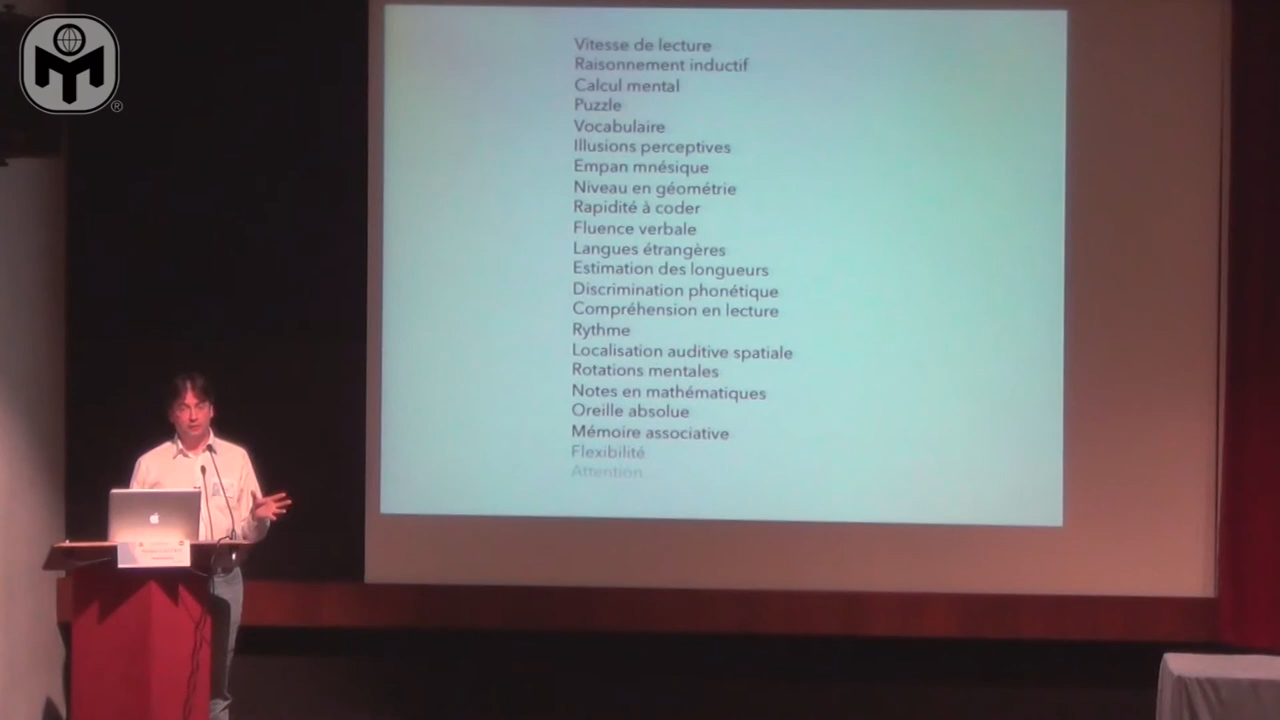 ®
Vitesse de lecture
Raisonnement inductif
Calcul mental
Puzzle
Vocabulaire
Illusions perceptives
Empan mnésique
Niveau en géométrie
Rapidité à coder
Fluence verbale
Langues étrangères
Estimation des longueurs
Discrimination phonétique
Compréhension en lecture
Rythme
Localisation auditive spatiale
Rotations mentales
Notes en mathématiques
Oreille absolue
Mémoire associative
Flexibilité
Attention